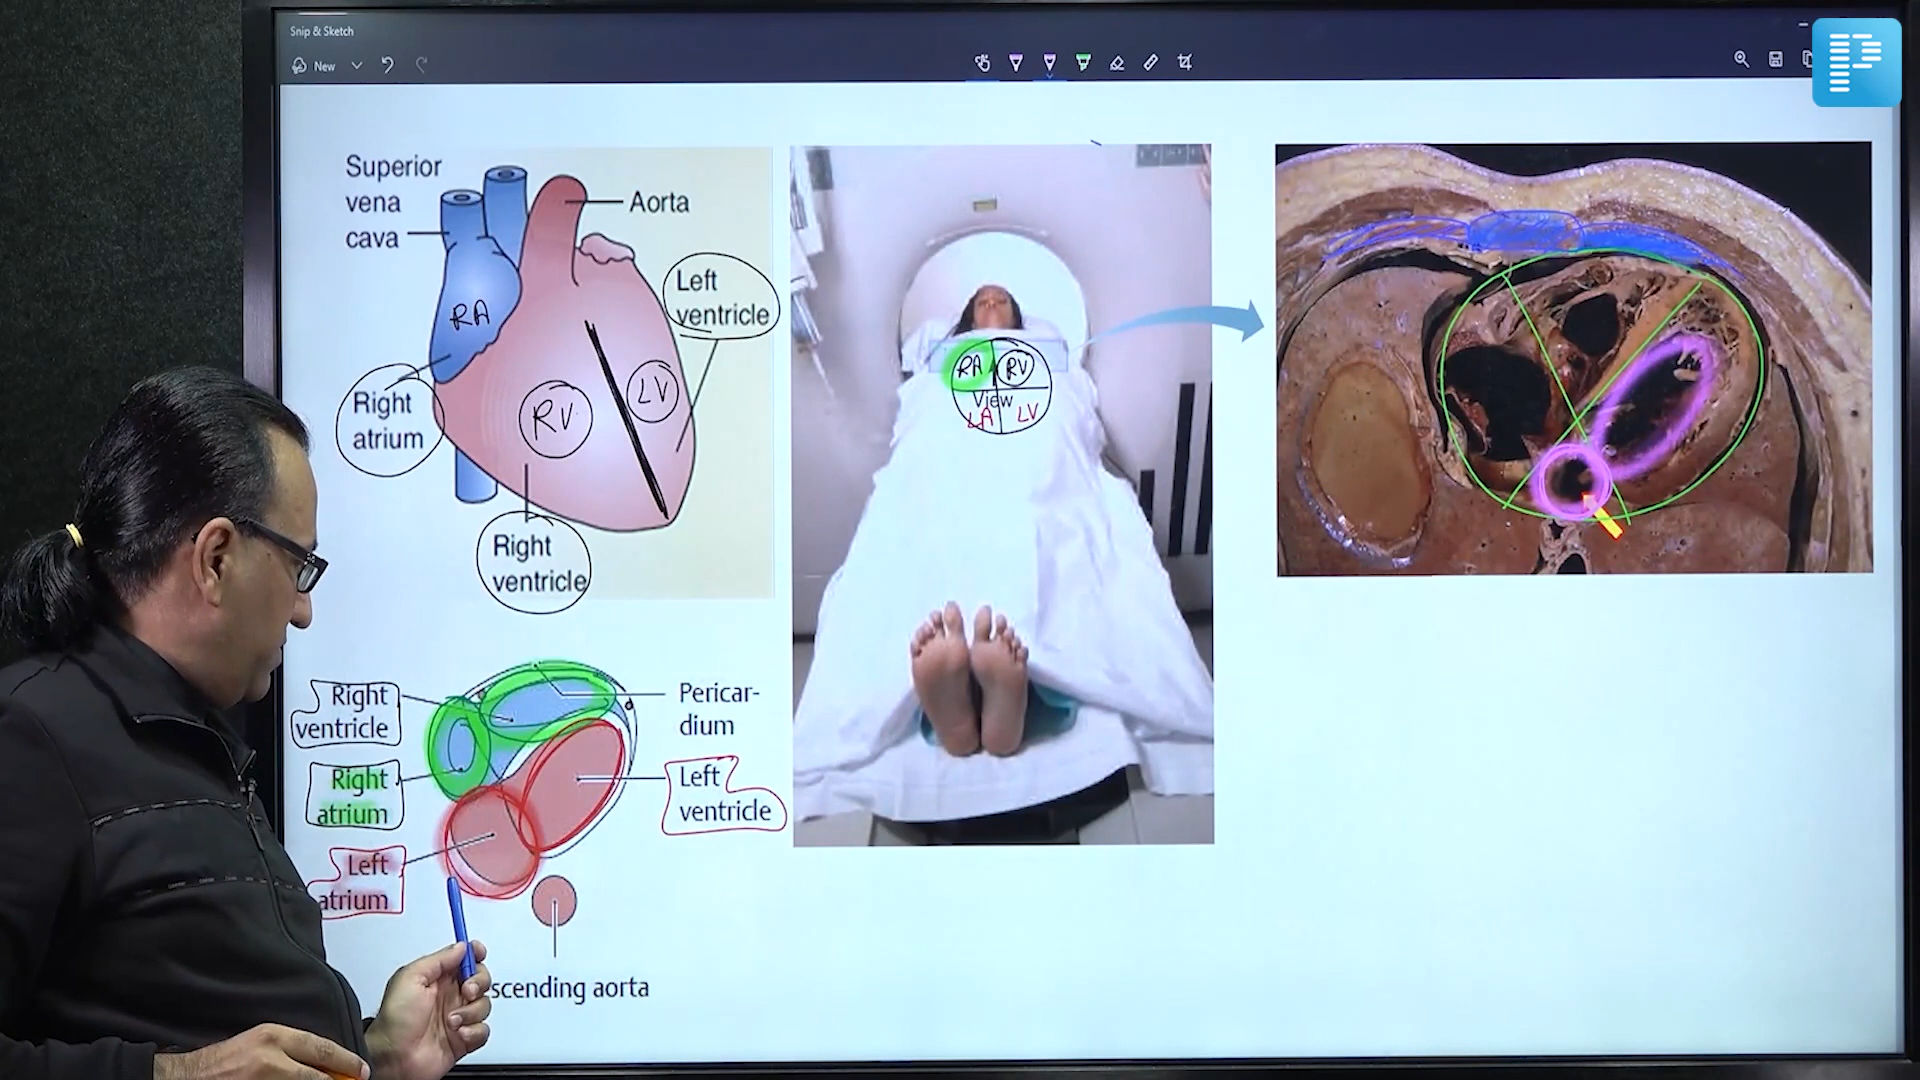 Snip & Sketch
New
Superior
vena
cava
Aorta
Left
ventricle
RA
LV
RV
Right
atrium
Right
ventricle
RA
RV
View
LA
LV
Right
ventricle
Pericar-
dium
Right
atrium
Left
ventricle
Left
atrium
scending aorta
P